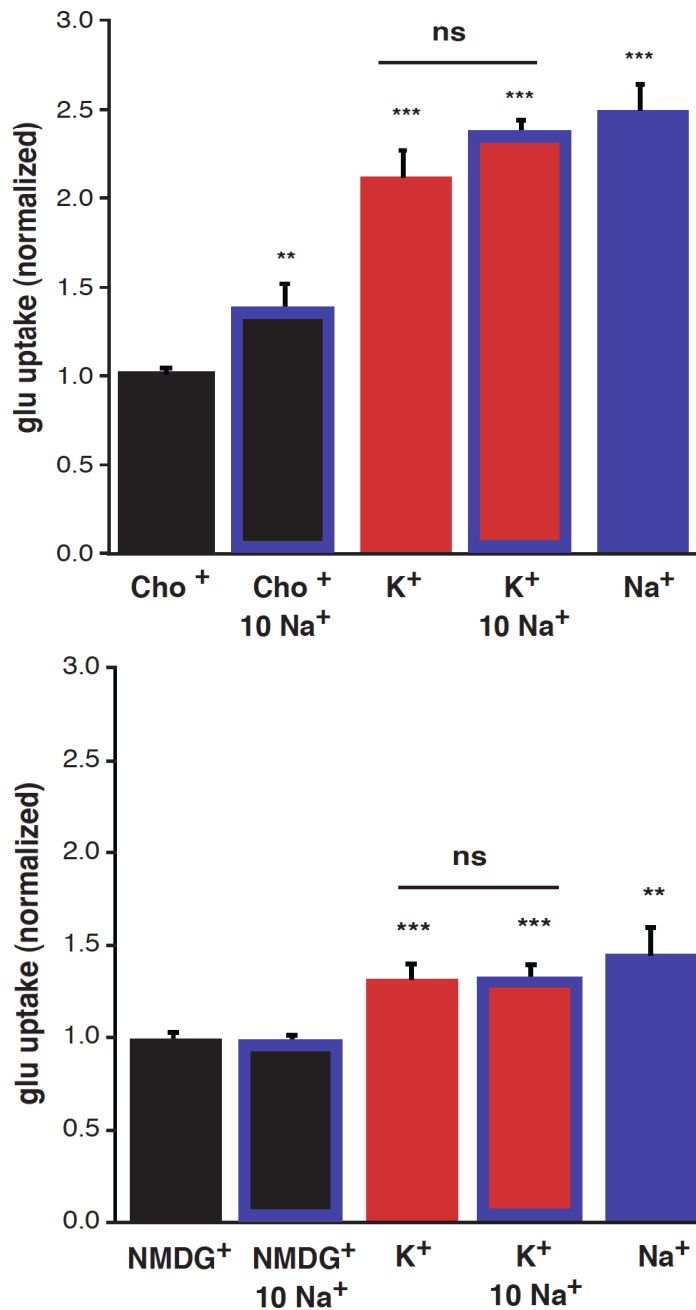 3.0
ns
***
***
***
2.5
2.0
**
1.5
1.0
0.5
0.0
glu uptake (normalized)
Cho + Cho + K+ K+ Na+
10 Na+ 10 Na+
3.0
2.5
2.0
ns
**
*** ***
1.5
1.0
0.5
0.0
glu uptake (normalized)
NMDG+ NMDG+ K+ K+ Na+
10 Na+ 10 Na+